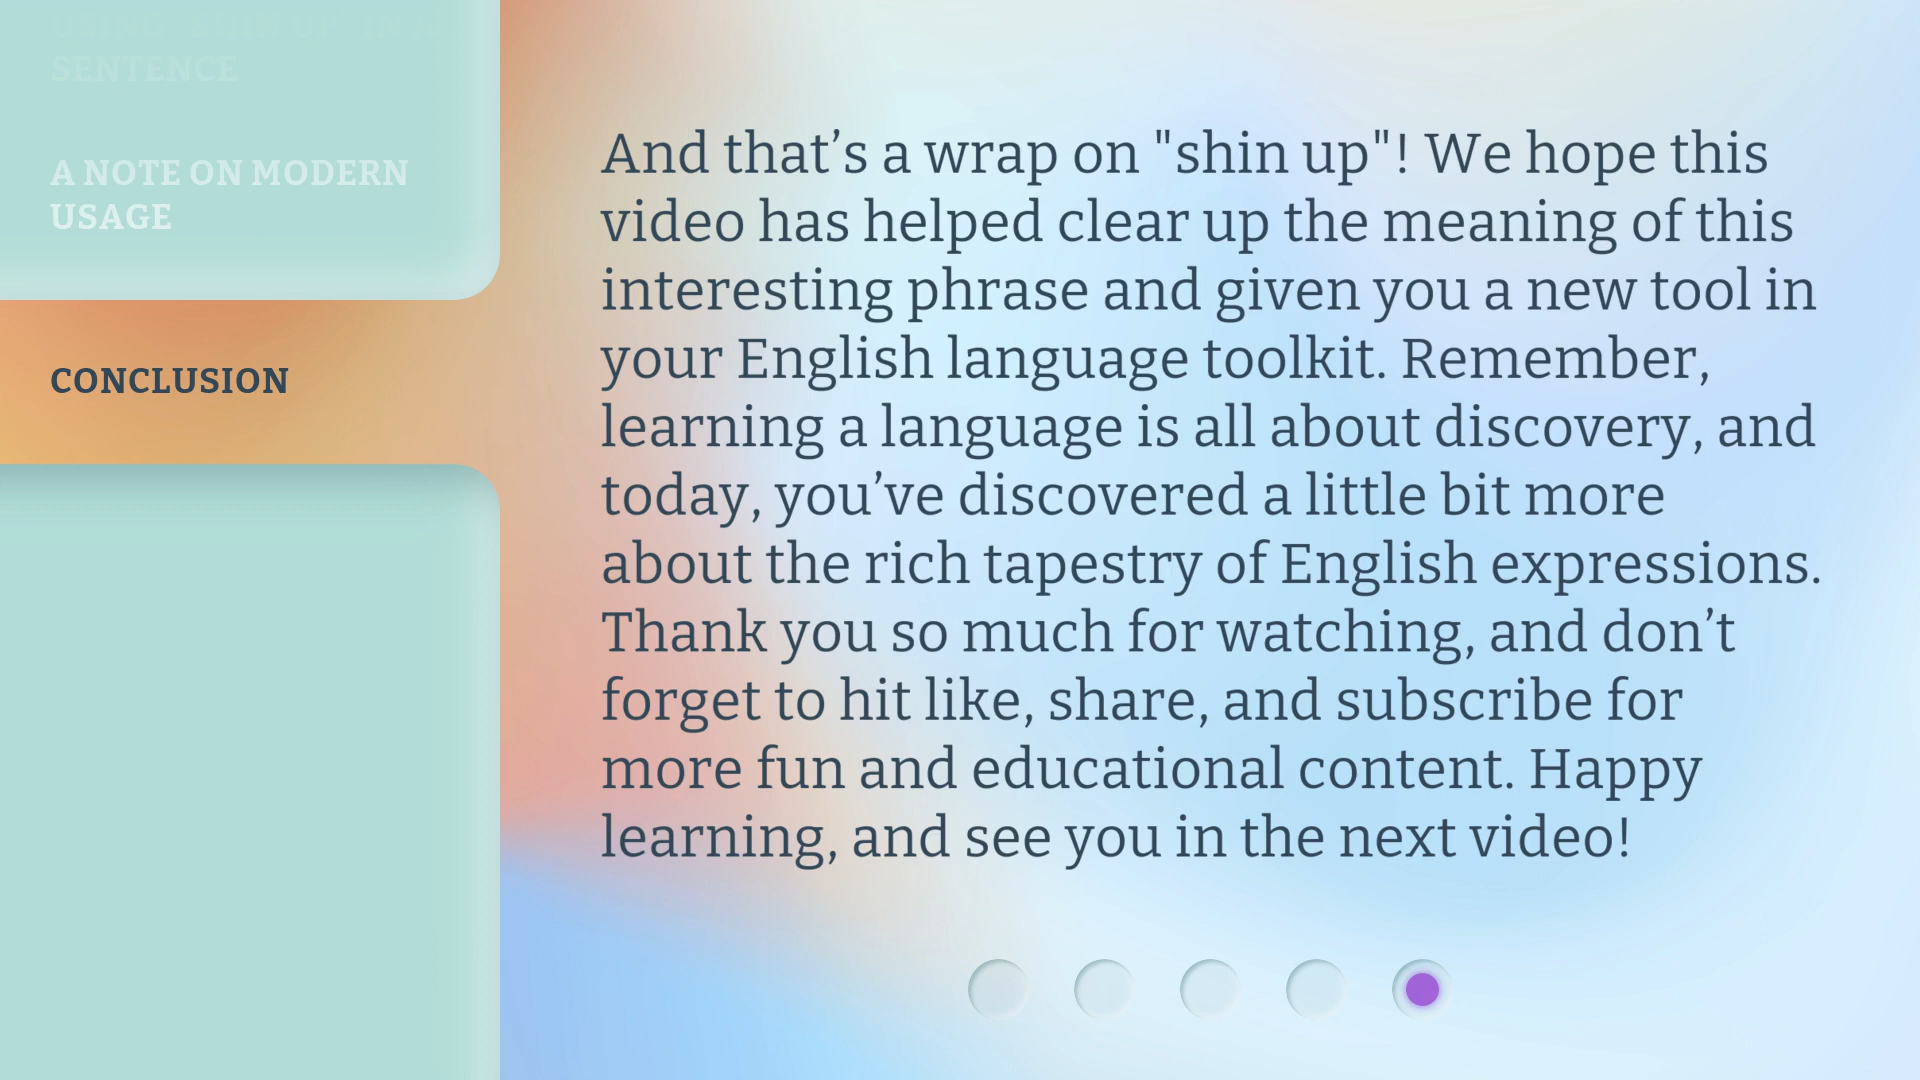 USING "SHIN UP" IN A
SENTENCE
A NOTE ON MODERN
USAGE
CONCLUSION
And that’s a wrap on "shin up"! We hope this
video has helped clear up the meaning of this
interesting phrase and given you a new tool in
your English language toolkit. Remember,
learning a language is all about discovery, and
today, you’ve discovered a little bit more
about the rich tapestry of English expressions.
Thank you so much for watching, and don’t
forget to hit like, share, and subscribe for
more fun and educational content. Happy
learning, and see you in the next video!